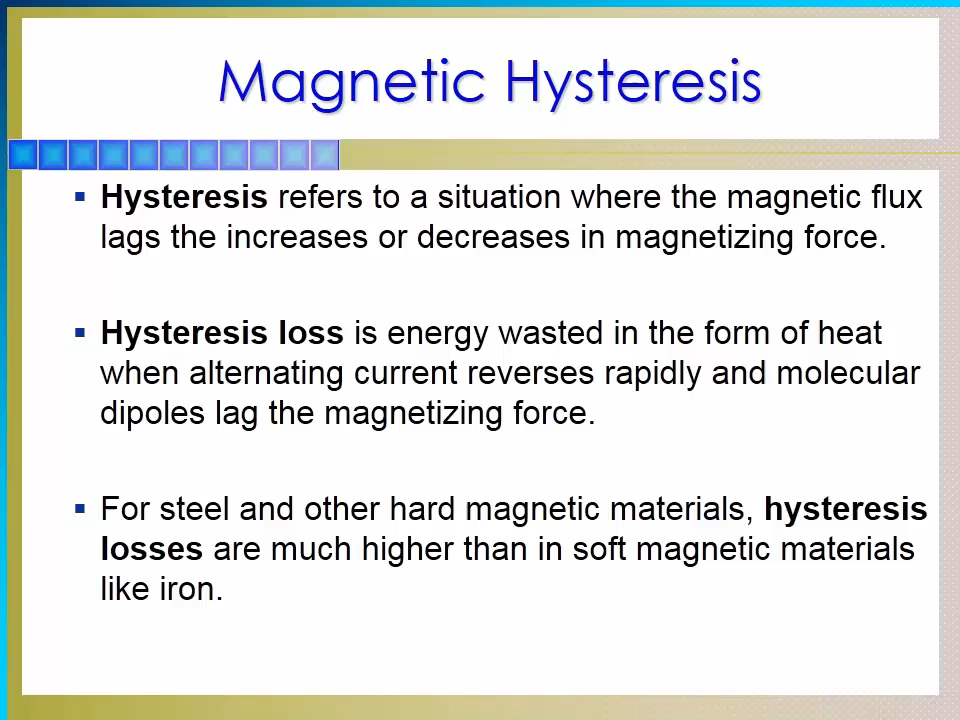 Magnetic Hysteresis
▪ Hysteresis refers to a situation where the magnetic flux
lags the increases or decreases in magnetizing force.
▪ Hysteresis loss is energy wasted in the form of heat
when alternating current reverses rapidly and molecular
dipoles lag the magnetizing force.
▪ For steel and other hard magnetic materials, hysteresis
losses are much higher than in soft magnetic materials
like iron.